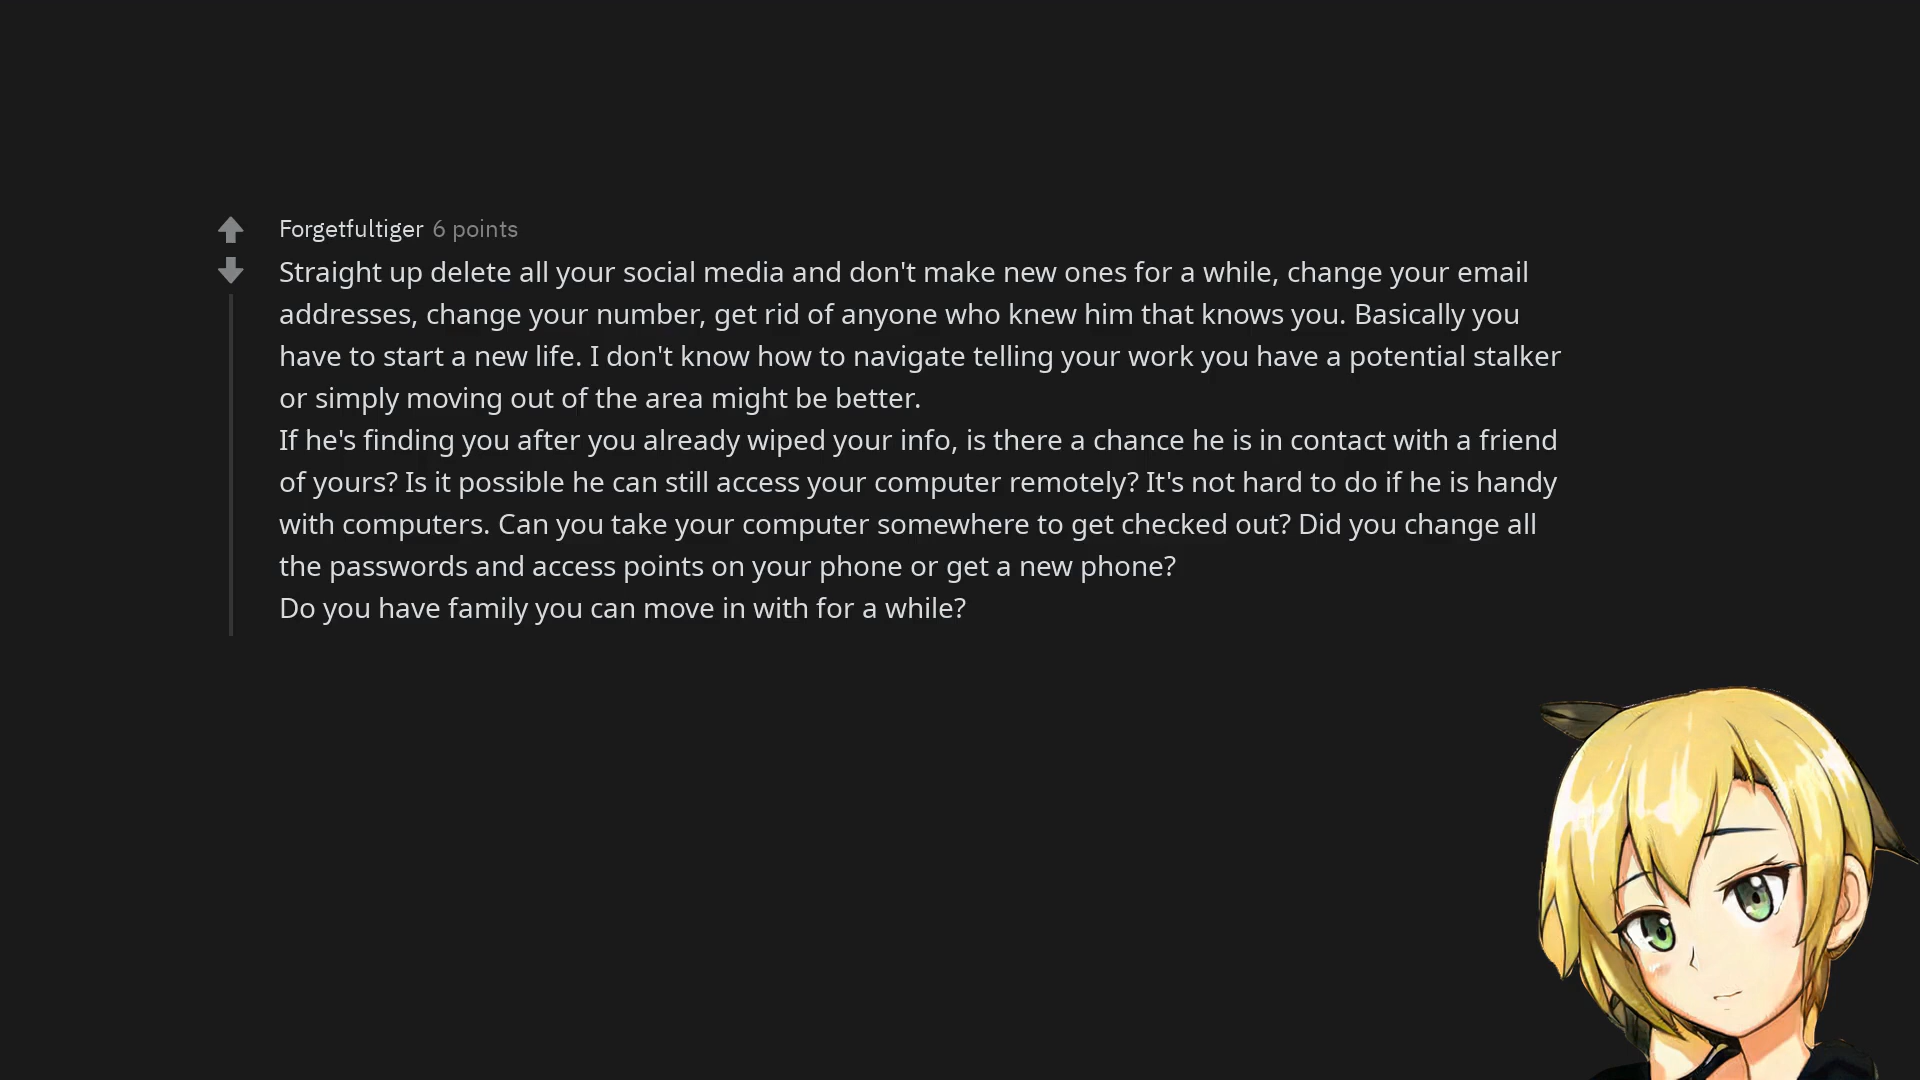 Forgetfultiger 6 points
Straight up delete all your social media and don't make new ones for a while, change your email
addresses, change your number, get rid of anyone who knew him that knows you. Basically you
have to start a new life. I don't know how to navigate telling your work you have a potential stalker
or simply moving out of the area might be better.
If he's finding you after you already wiped your info, is there a chance he is in contact with a friend
of yours? Is it possible he can still access your computer remotely? It's not hard to do if he is handy
with computers. Can you take your computer somewhere to get checked out? Did you change all
the passwords and access points on your phone or get a new phone?
Do you have family you can move in with for a while?